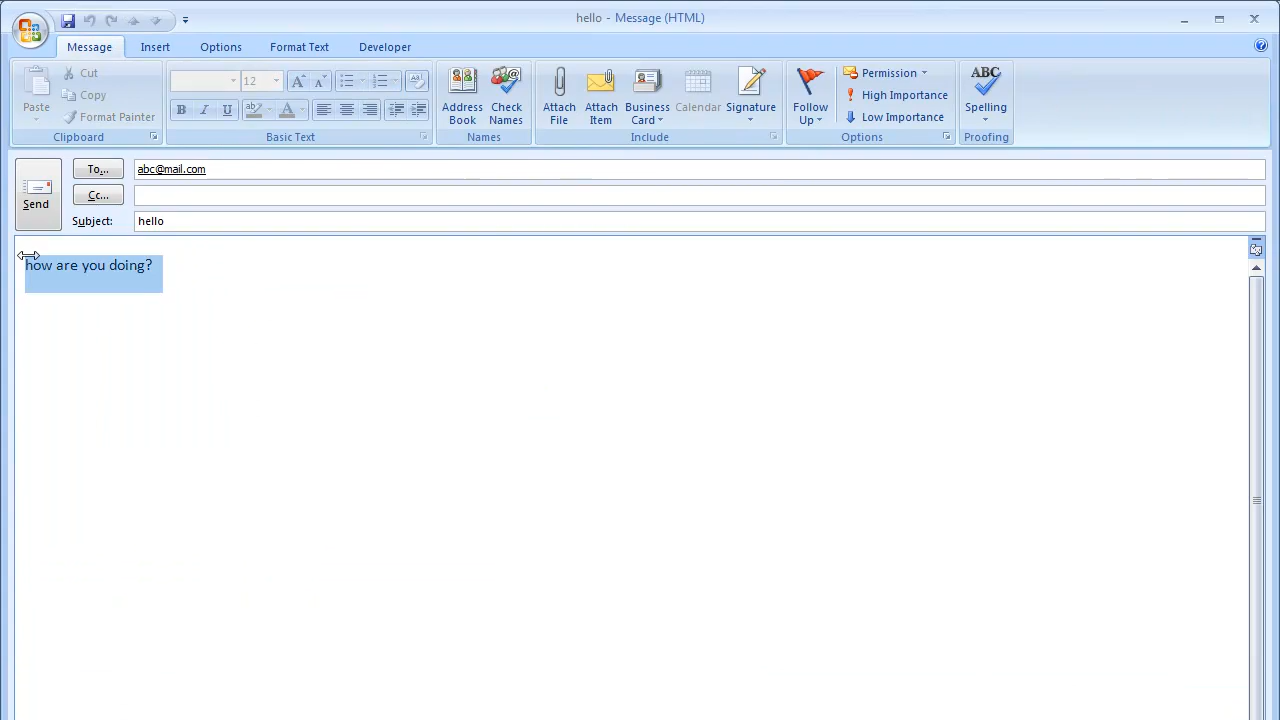 hello - Message (HTML)
Message Insert Options Format Text Developer
Paste
Cut
Copy
Format Painter
Clipboard
12
B I U ab A
Basic Text
ABC
Address Book
Check Names
Names
Attach File
Attach Item
Business Card
Calendar
Signature
Include
Follow Up
Permission
High Importance
Low Importance
Options
ABC
Spelling
Proofing
Send
To... abc@mail.com
Cc...
Subject: hello
how are you doing?